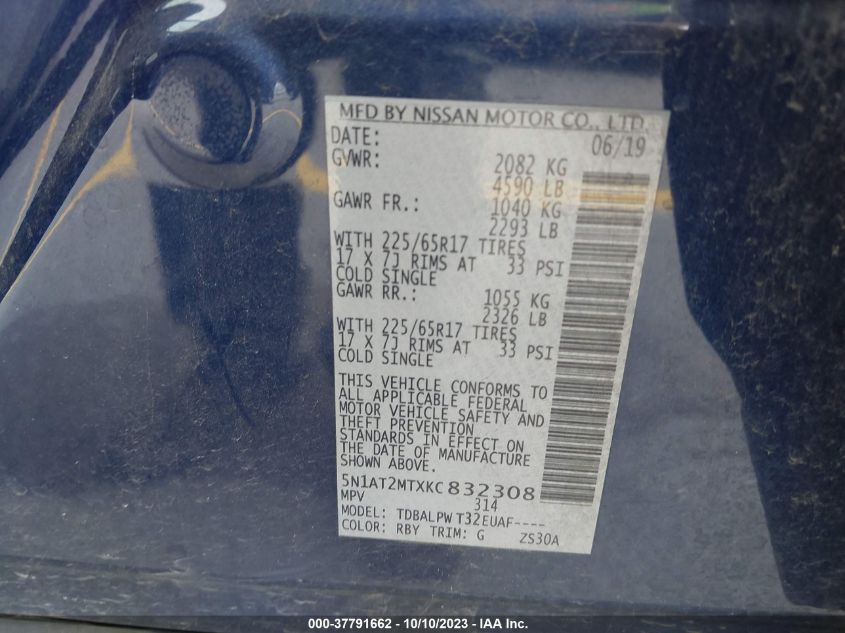 MFD BY NISSAN MOTOR CO., LTD.
DATE: 06/19
GVWR: 2082 KG
4590 LB
GAWR FR.: 1040 KG
2293 LB
WITH 225/65R17 TIRES
17 X 7J RIMS AT 33 PSI
COLD SINGLE
GAWR RR.: 1055 KG
2326 LB
WITH 225/65R17 TIRES
17 X 7J RIMS AT 33 PSI
COLD SINGLE
THIS VEHICLE CONFORMS TO
ALL APPLICABLE FEDERAL
MOTOR VEHICLE SAFETY AND
THEFT PREVENTION
STANDARDS IN EFFECT ON
THE DATE OF MANUFACTURE
SHOWN ABOVE.
5N1AT2MTXKC832308
MPV 314
MODEL: TDBALPW T32EUAF----
COLOR: RBY TRIM: G ZS30A
000-37791662 - 10/10/2023 - IAA Inc.